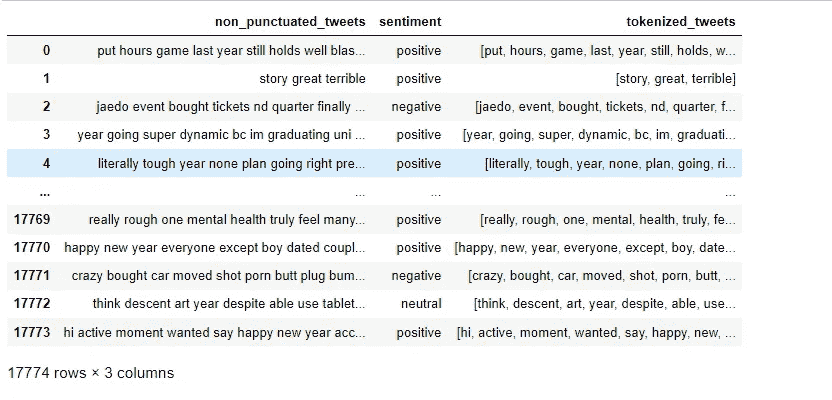 non_punctuated_tweets sentiment tokenized_tweets
0 put hours game last year still holds well blas... positive [put, hours, game, last, year, still, holds, w...
1 story great terrible positive [story, great, terrible]
2 jaedo event bought tickets nd quarter finally ... negative [jaedo, event, bought, tickets, nd, quarter, f...
3 year going super dynamic bc im graduating uni ... positive [year, going, super, dynamic, bc, im, graduati...
4 literally tough year none plan going right pre... positive [literally, tough, year, none, plan, going, ri...
... ... ... ...
17769 really rough one mental health truly feel many... positive [really, rough, one, mental, health, truly, fe...
17770 happy new year everyone except boy dated coupl... positive [happy, new, year, everyone, except, boy, date...
17771 crazy bought car moved shot porn butt plug bum... negative [crazy, bought, car, moved, shot, porn, butt, ...
17772 think descent art year despite able use tablet... neutral [think, descent, art, year, despite, able, use...
17773 hi active moment wanted say happy new year acc... positive [hi, active, moment, wanted, say, happy, new, ...
17774 rows × 3 columns